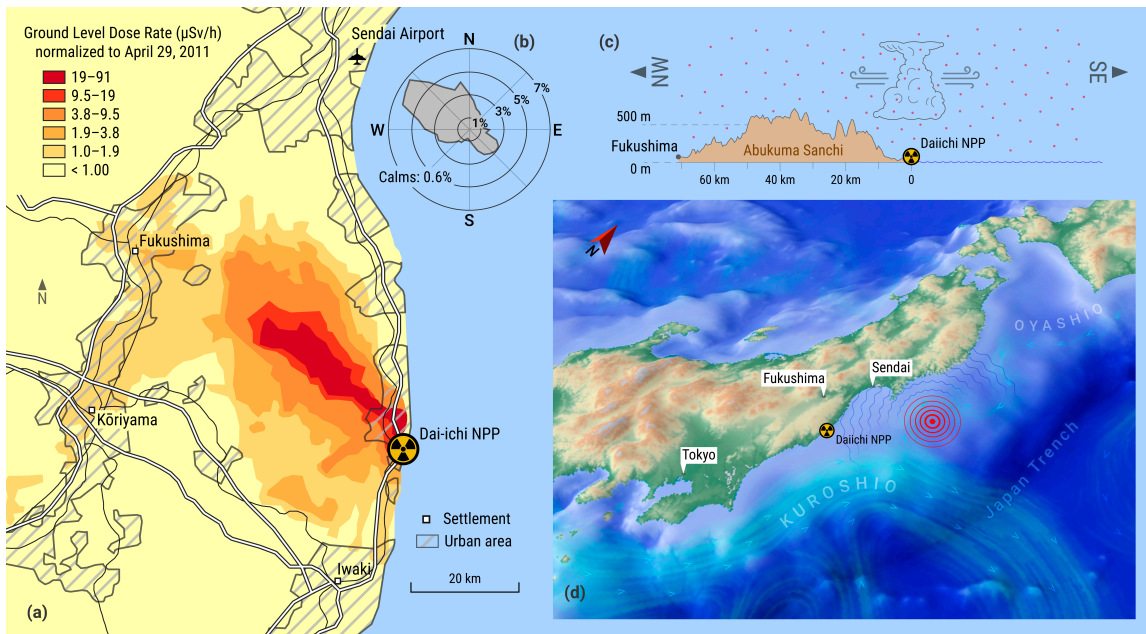 Ground Level Dose Rate (µSv/h)
normalized to April 29, 2011
19–91
9.5–19
3.8–9.5
1.9–3.8
1.0–1.9
< 1.00
Sendai Airport
Fukushima
N
Kōriyama
Dai-ichi NPP
Settlement
Urban area
Iwaki
20 km
(a)
(b)
N
7%
5%
3%
1%
W
E
Calms: 0.6%
S
(c)
NW
SE
500 m
Fukushima
Daiichi NPP
Abukuma Sanchi
0 m
60 km
40 km
20 km
0
N
OYASHIO
Sendai
Fukushima
Daiichi NPP
Tokyo
KUROSHIO
Japan Trench
(d)